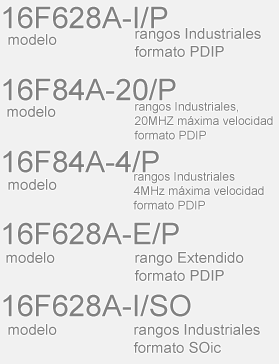 16F628A-I/P
modelo
rangos Industriales
formato PDIP
16F84A-20/P
modelo
rangos Industriales,
20MHZ máxima velocidad
formato PDIP
16F84A-4/P
modelo
rangos Industriales
4MHz máxima velocidad
formato PDIP
16F628A-E/P
modelo
rango Extendido
formato PDIP
16F628A-I/SO
modelo
rangos Industriales
formato SOic